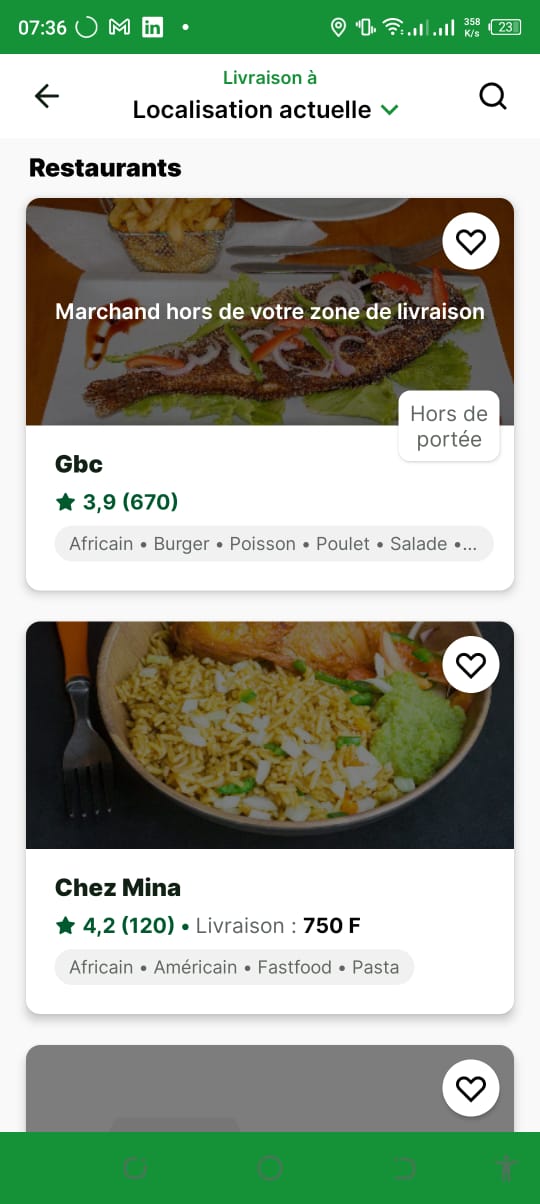 07:36
358
K/s
23
Livraison à
Localisation actuelle
Restaurants
Marchand hors de votre zone de livraison
Hors de
portée
Gbc
3,9 (670)
Africain • Burger • Poisson • Poulet • Salade •...
Chez Mina
4,2 (120) • Livraison : 750 F
Africain • Américain • Fastfood • Pasta